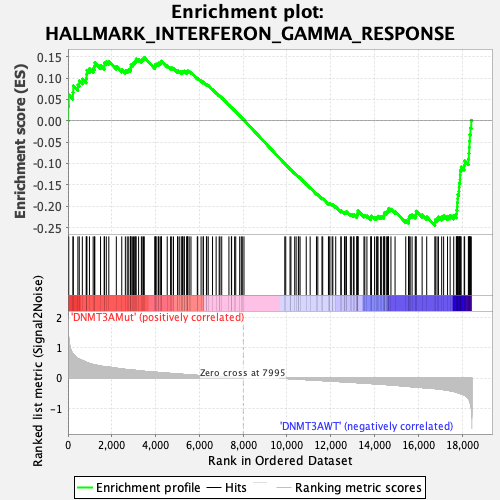 Enrichment plot:
HALLMARK_INTERFERON_GAMMA_RESPONSE
Enrichment score (ES)
0.15
0.10
0.05
0.00
-0.05
-0.10
-0.15
-0.20
-0.25
'DNMT3AMut' (positively correlated)
Ranked list metric (Signal2Noise)
2
1
0
-1
Zero cross at 7995
'DNMT3AWT' (negatively correlated)
0
2,000
4,000
6,000
8,000
10,000
12,000
14,000
16,000
18,000
Rank in Ordered Dataset
Enrichment profile
Hits
Ranking metric scores